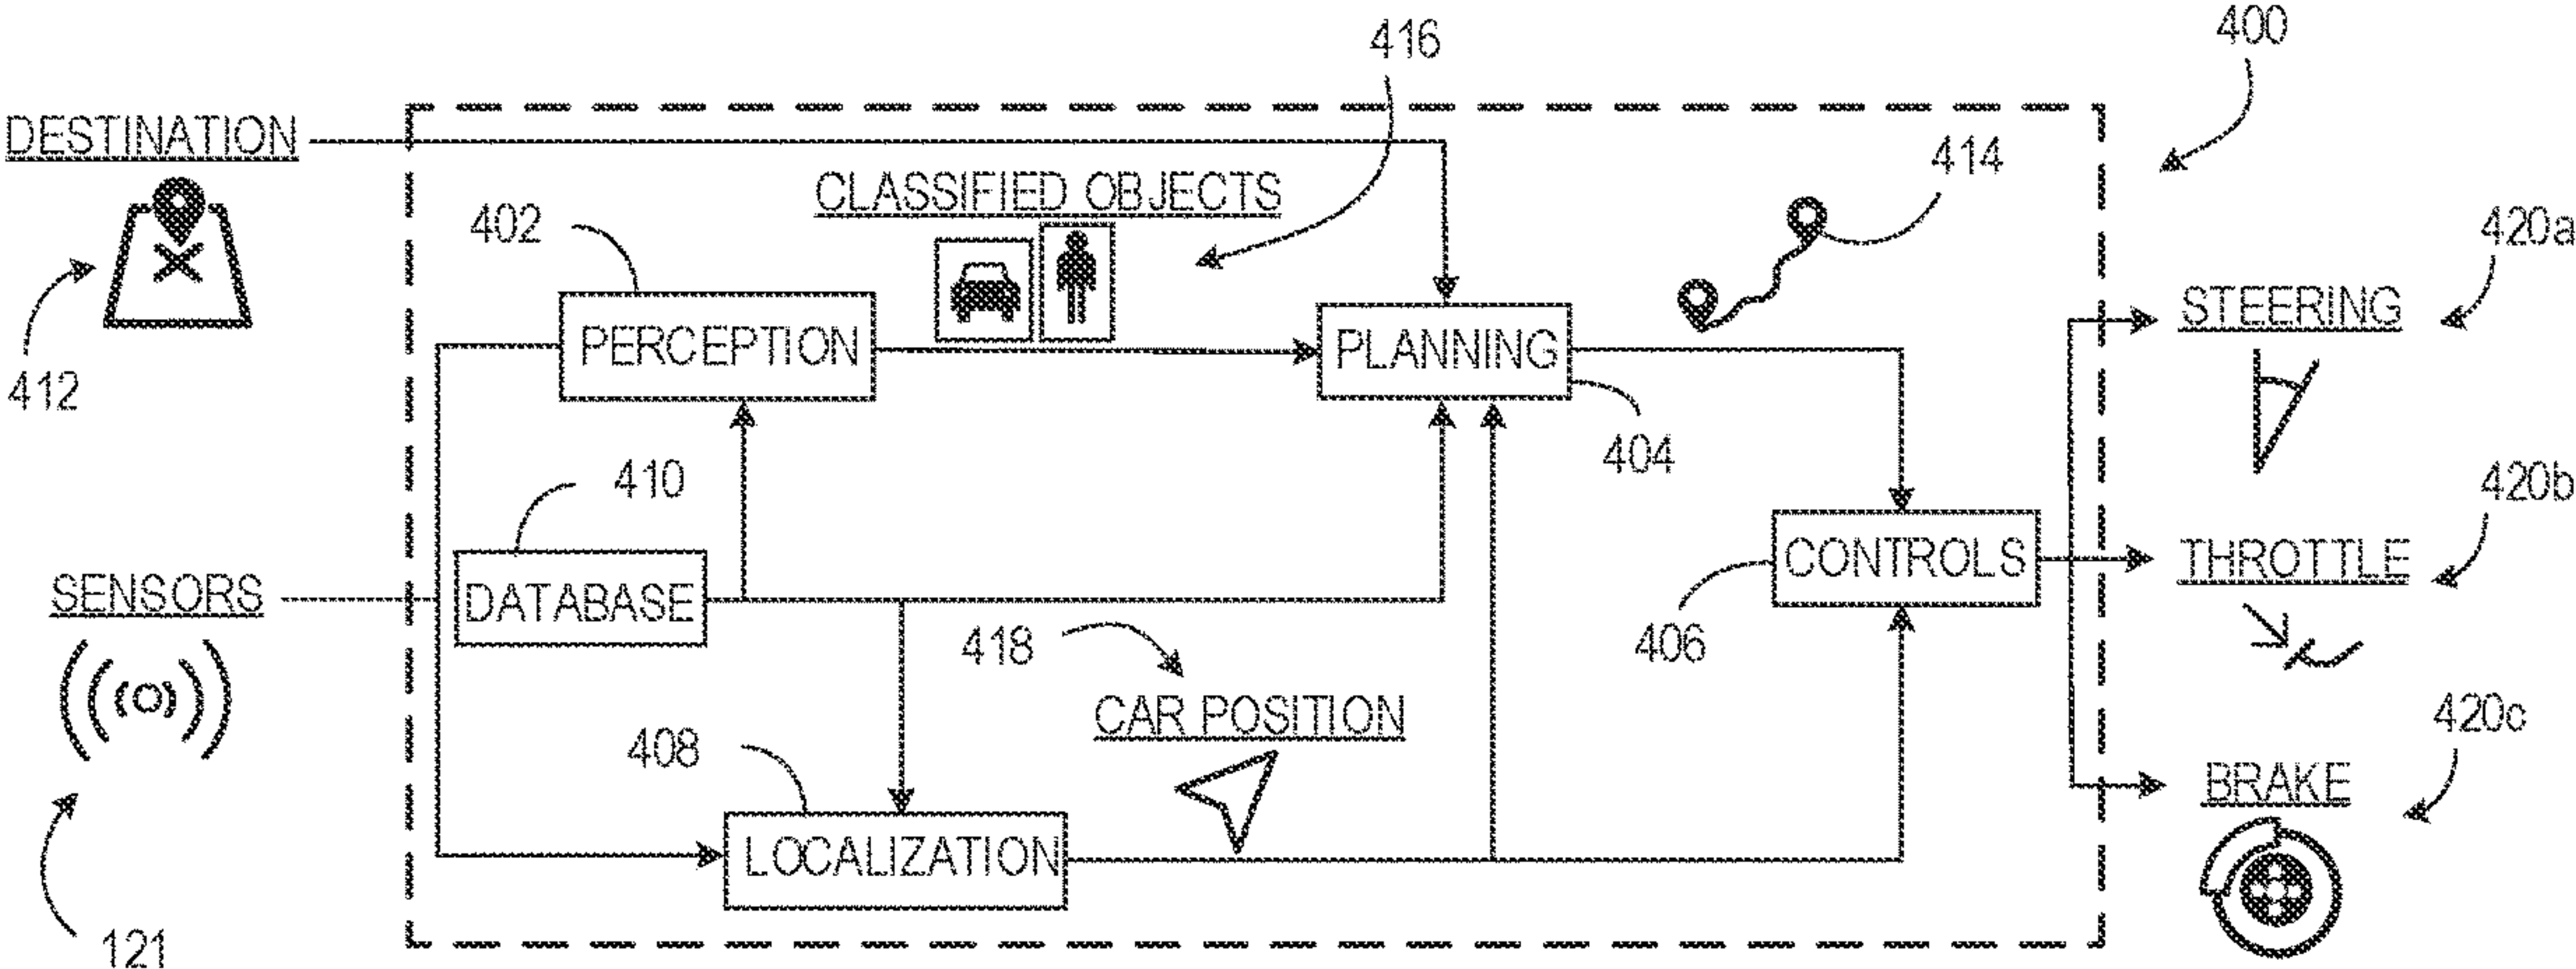 400
416
DESTINATION
414
CLASSIFIED OBJECTS
402
420a
STEERING
PERCEPTION
PLANNING
412
404
410
420b
CONTROLS
THROTTLE
SENSORS
DATABASE
418
406
CAR POSITION
420c
408
BRAKE
LOCALIZATION
121